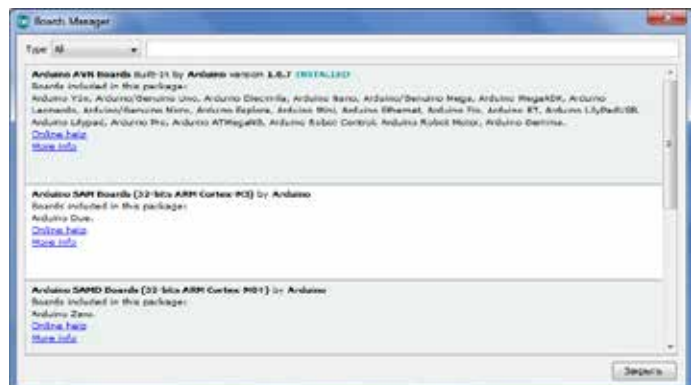 Boards Manager
Type All
Arduino AVR Boards Built-In by Arduino version 1.6.7 INSTALLED
Boards included in this package:
Arduino Yún, Arduino/Genuino Uno, Arduino Diecimila, Arduino Nano, Arduino/Genuino Mega, Arduino MegaADK, Arduino
Leonardo, Arduino/Genuino Micro, Arduino Esplora, Arduino Mini, Arduino Ethernet, Arduino Fio, Arduino BT, Arduino LilyPadUSB,
Arduino Lilypad, Arduino Pro, Arduino ATMegaNG, Arduino Robot Control, Arduino Robot Motor, Arduino Gemma.
Online help
More info
Arduino SAM Boards (32-bits ARM Cortex-M3) by Arduino
Boards included in this package:
Arduino Due.
Online help
More info
Arduino SAMD Boards (32-bits ARM Cortex-M0+) by Arduino
Boards included in this package:
Arduino Zero.
Online help
More info
Закрыть